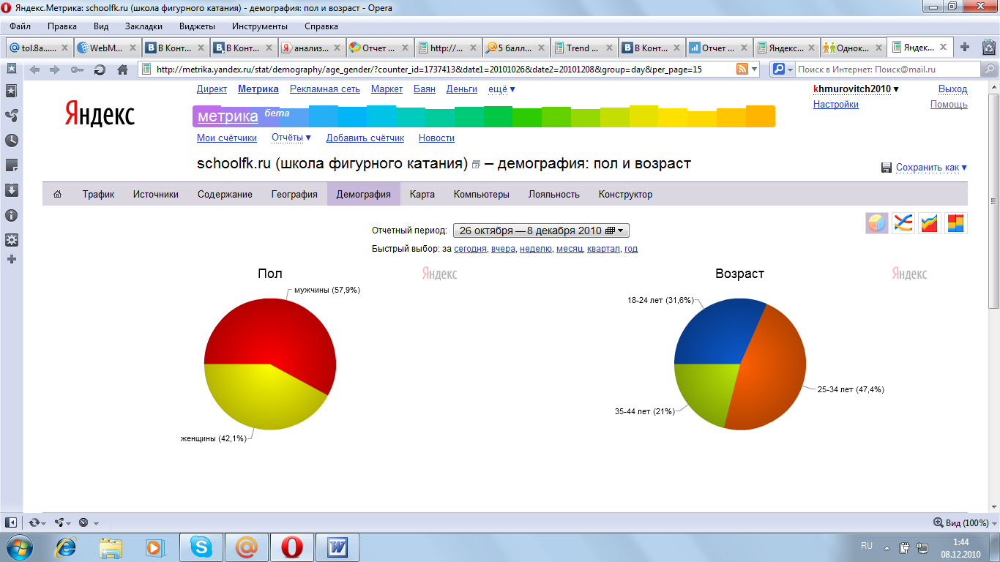 Яндекс.Метрика: schoolfk.ru (школа фигурного катания) - демография: пол и возраст - Opera
Файл Правка Вид Закладки Виджеты Инструменты Справка
tol.8a...... WebM... В Конт... В Конт... анализ... Отчет ... http://... 5 балл... Trend ... В Конт... Отчет ... Яндекс... Однок... Яндек...
http://metrika.yandex.ru/stat/demography/age_gender/?counter_id=1737413&date1=20101026&date2=20101208&group=day&per_page=15 Поиск в Интернет: Поиск@mail.ru
Директ Метрика Рекламная сеть Маркет Баян Деньги ещё ▼ khmurovitch2010 ▼ Выход
Настройки Помощь
Яндекс
метрика бета
Мои счётчики Отчёты ▼ Добавить счётчик Новости
schoolfk.ru (школа фигурного катания) – демография: пол и возраст
Сохранить как ▼
Трафик Источники Содержание География Демография Карта Компьютеры Лояльность Конструктор
Отчетный период: 26 октября — 8 декабря 2010
Быстрый выбор: за сегодня, вчера, неделю, месяц, квартал, год
Пол Яндекс Возраст Яндекс
мужчины (57,9%)
18-24 лет (31,6%)
25-34 лет (47,4%)
35-44 лет (21%)
женщины (42,1%)
Вид (100%)
RU 1:44
08.12.2010